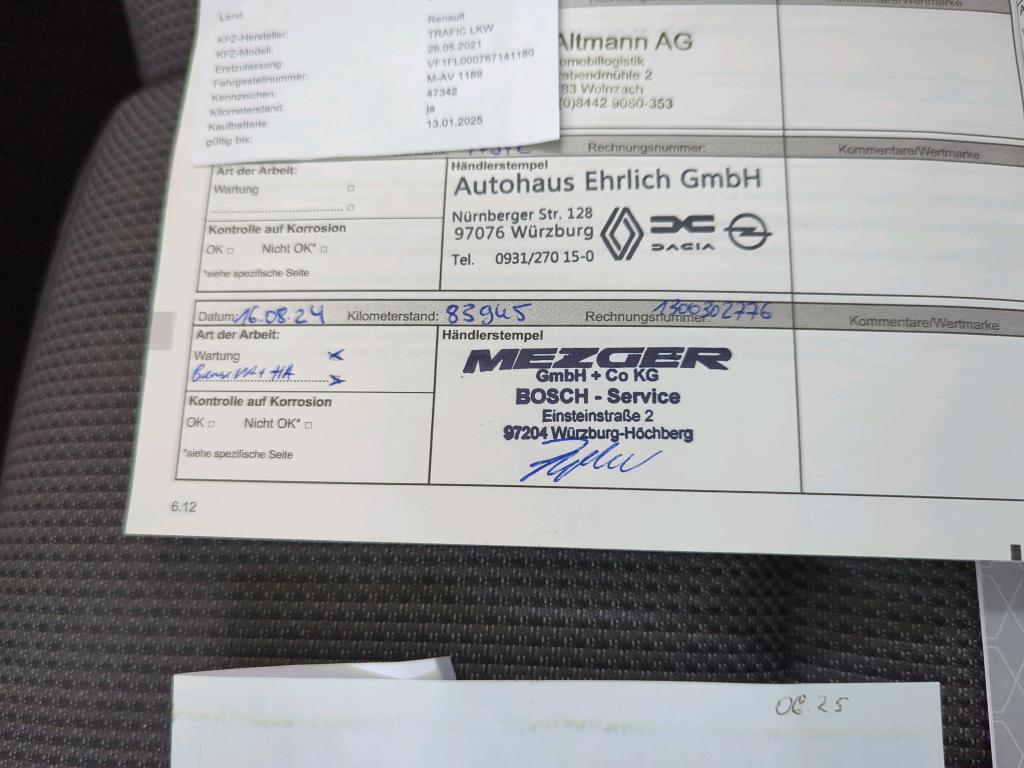 Land:
KFZ-Hersteller: Renault
KFZ-Modell: TRAFIC LKW
Erstzulassung: 26.05.2021
Fahrgestellnummer: VF1FL000767141180
Kennzeichen: M-AV 1189
Kilometerstand: 47342
Kaufbatterie: ja
gültig bis: 13.01.2025
Rechnungsnummer:
Kommentare/Wertmarke
Altmann AG
omobillogistik
abendmühle 2
83 Wolnzach
(0)8442 9080-353
Rechnungsnummer:
Kommentare/Wertmarke
Art der Arbeit:
Wartung
Kontrolle auf Korrosion
OK □ Nicht OK* □
*siehe spezifische Seite
Händlerstempel
Autohaus Ehrlich GmbH
Nürnberger Str. 128
97076 Würzburg
Tel. 0931/270 15-0
DACIA
Datum: 16.08.24 Kilometerstand: 83945 Rechnungsnummer: 1300302776
Kommentare/Wertmarke
Art der Arbeit:
Wartung x
VA + HA x
Kontrolle auf Korrosion
OK □ Nicht OK* □
*siehe spezifische Seite
Händlerstempel
MEZGER
GmbH + Co KG
BOSCH - Service
Einsteinstraße 2
97204 Würzburg-Höchberg
6.12
06.25